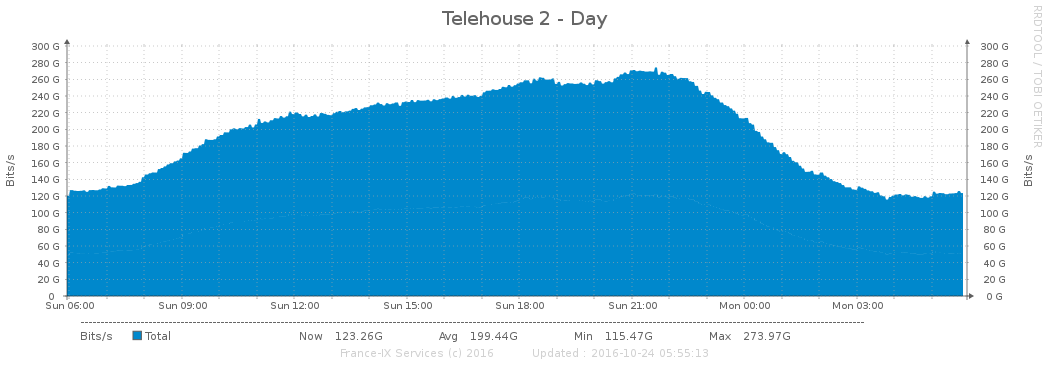 Telehouse 2 - Day
RRDTOOL / TOBI OETIKER
Bits/s
300 G
280 G
260 G
240 G
220 G
200 G
180 G
160 G
140 G
120 G
100 G
80 G
60 G
40 G
20 G
0
300 G
280 G
260 G
240 G
220 G
200 G
180 G
160 G
140 G
120 G
100 G
80 G
60 G
40 G
20 G
0 G
Bits/s
Sun 06:00 Sun 09:00 Sun 12:00 Sun 15:00 Sun 18:00 Sun 21:00 Mon 00:00 Mon 03:00
Bits/s Total Now 123.26G Avg 199.44G Min 115.47G Max 273.97G
France-IX Services (c) 2016 Updated : 2016-10-24 05:55:13